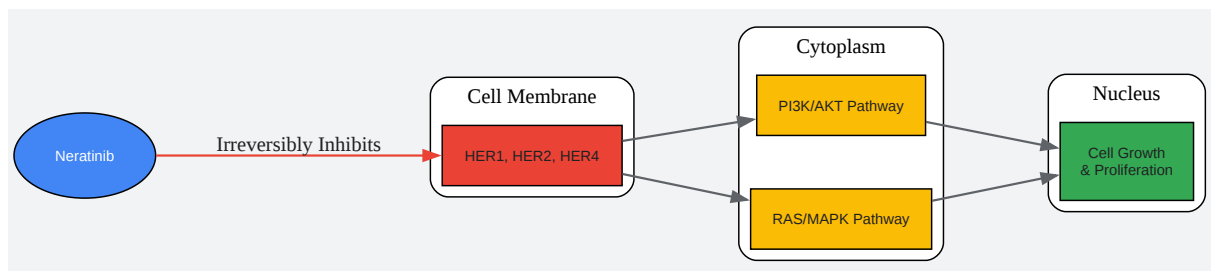 Neratinib
Irreversibly Inhibits
Cell Membrane
HER1, HER2, HER4
Cytoplasm
PI3K/AKT Pathway
RAS/MAPK Pathway
Nucleus
Cell Growth
& Proliferation